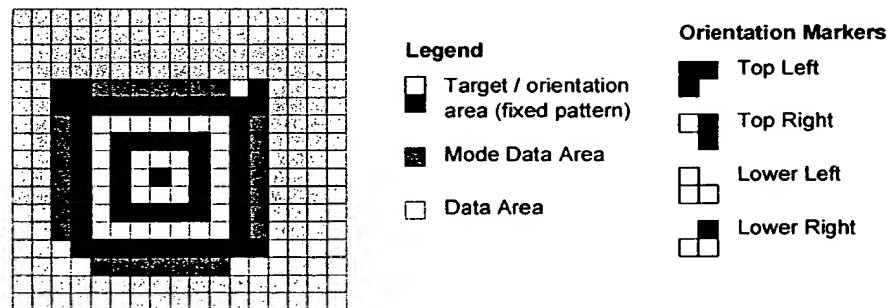 Legend
Target / orientation
area (fixed pattern)
Mode Data Area
Data Area
Orientation Markers
Top Left
Top Right
Lower Left
Lower Right